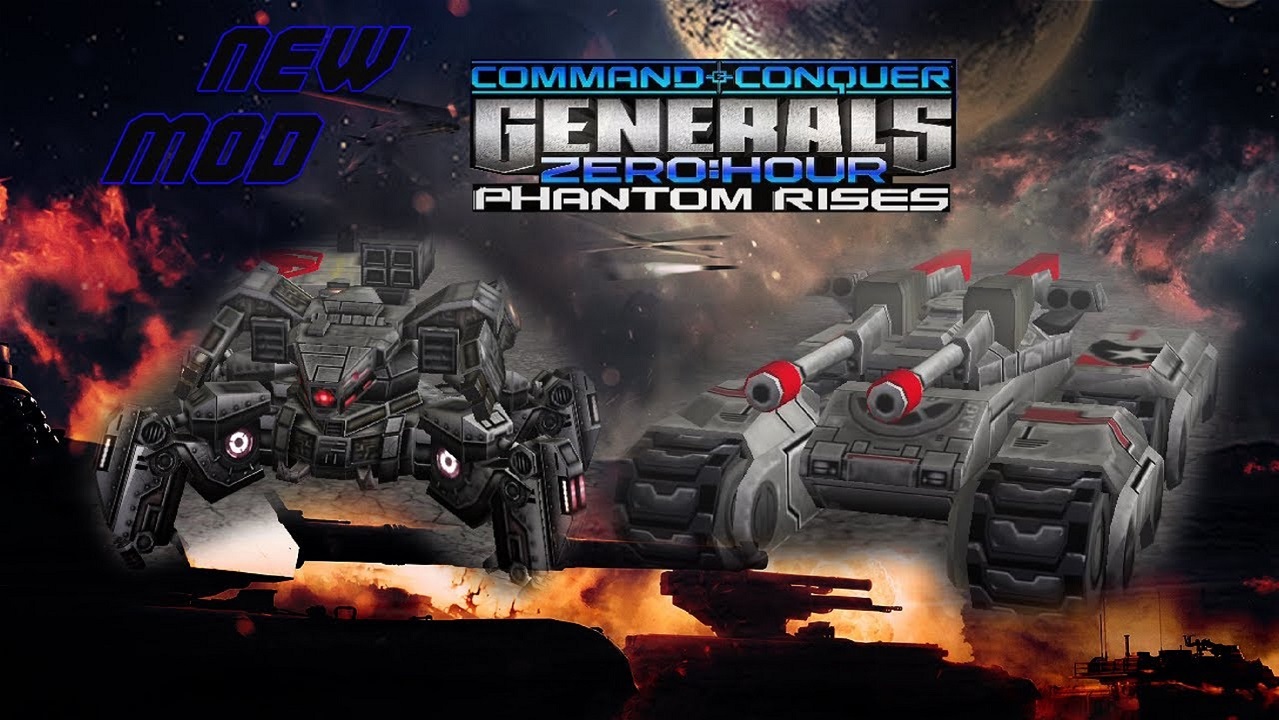 NEW
MOD
COMMAND CONQUER
GENERALS
ZERO:HOUR
PHANTOM RISES